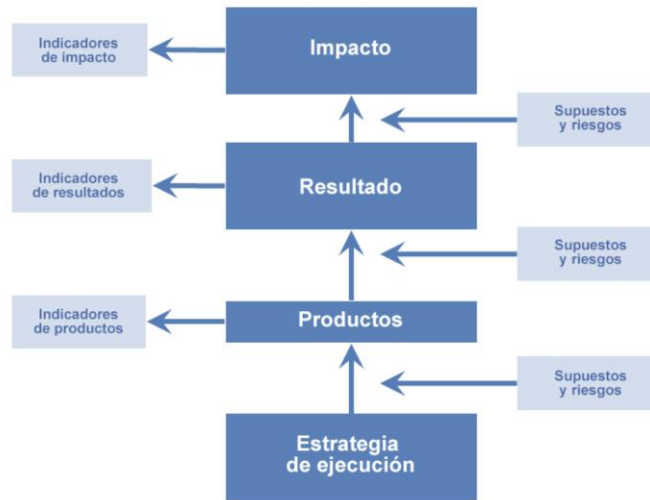 Indicadores
de impacto
Impacto
Supuestos
y riesgos
Indicadores
de resultados
Resultado
Supuestos
y riesgos
Indicadores
de productos
Productos
Supuestos
y riesgos
Estrategia
de ejecución